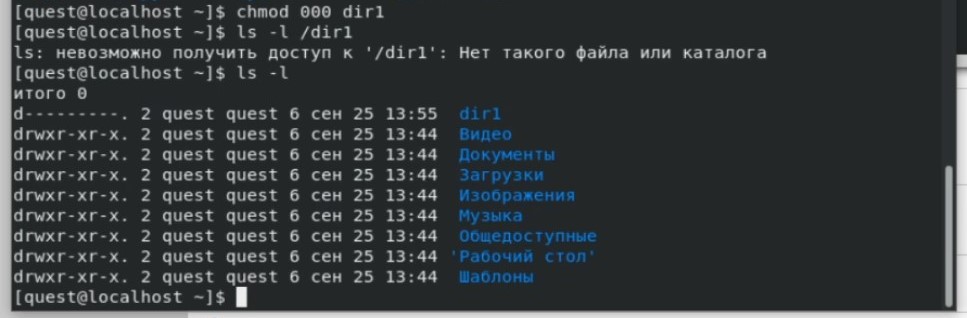 [quest@localhost ~]$ chmod 000 dir1
[quest@localhost ~]$ ls -l /dir1
ls: невозможно получить доступ к '/dir1': Нет такого файла или каталога
[quest@localhost ~]$ ls -l
итого 0
d---------. 2 quest quest 6 сен 25 13:55  dir1
drwxr-xr-x. 2 quest quest 6 сен 25 13:44  Видео
drwxr-xr-x. 2 quest quest 6 сен 25 13:44  Документы
drwxr-xr-x. 2 quest quest 6 сен 25 13:44  Загрузки
drwxr-xr-x. 2 quest quest 6 сен 25 13:44  Изображения
drwxr-xr-x. 2 quest quest 6 сен 25 13:44  Музыка
drwxr-xr-x. 2 quest quest 6 сен 25 13:44  Общедоступные
drwxr-xr-x. 2 quest quest 6 сен 25 13:44 'Рабочий стол'
drwxr-xr-x. 2 quest quest 6 сен 25 13:44  Шаблоны
[quest@localhost ~]$